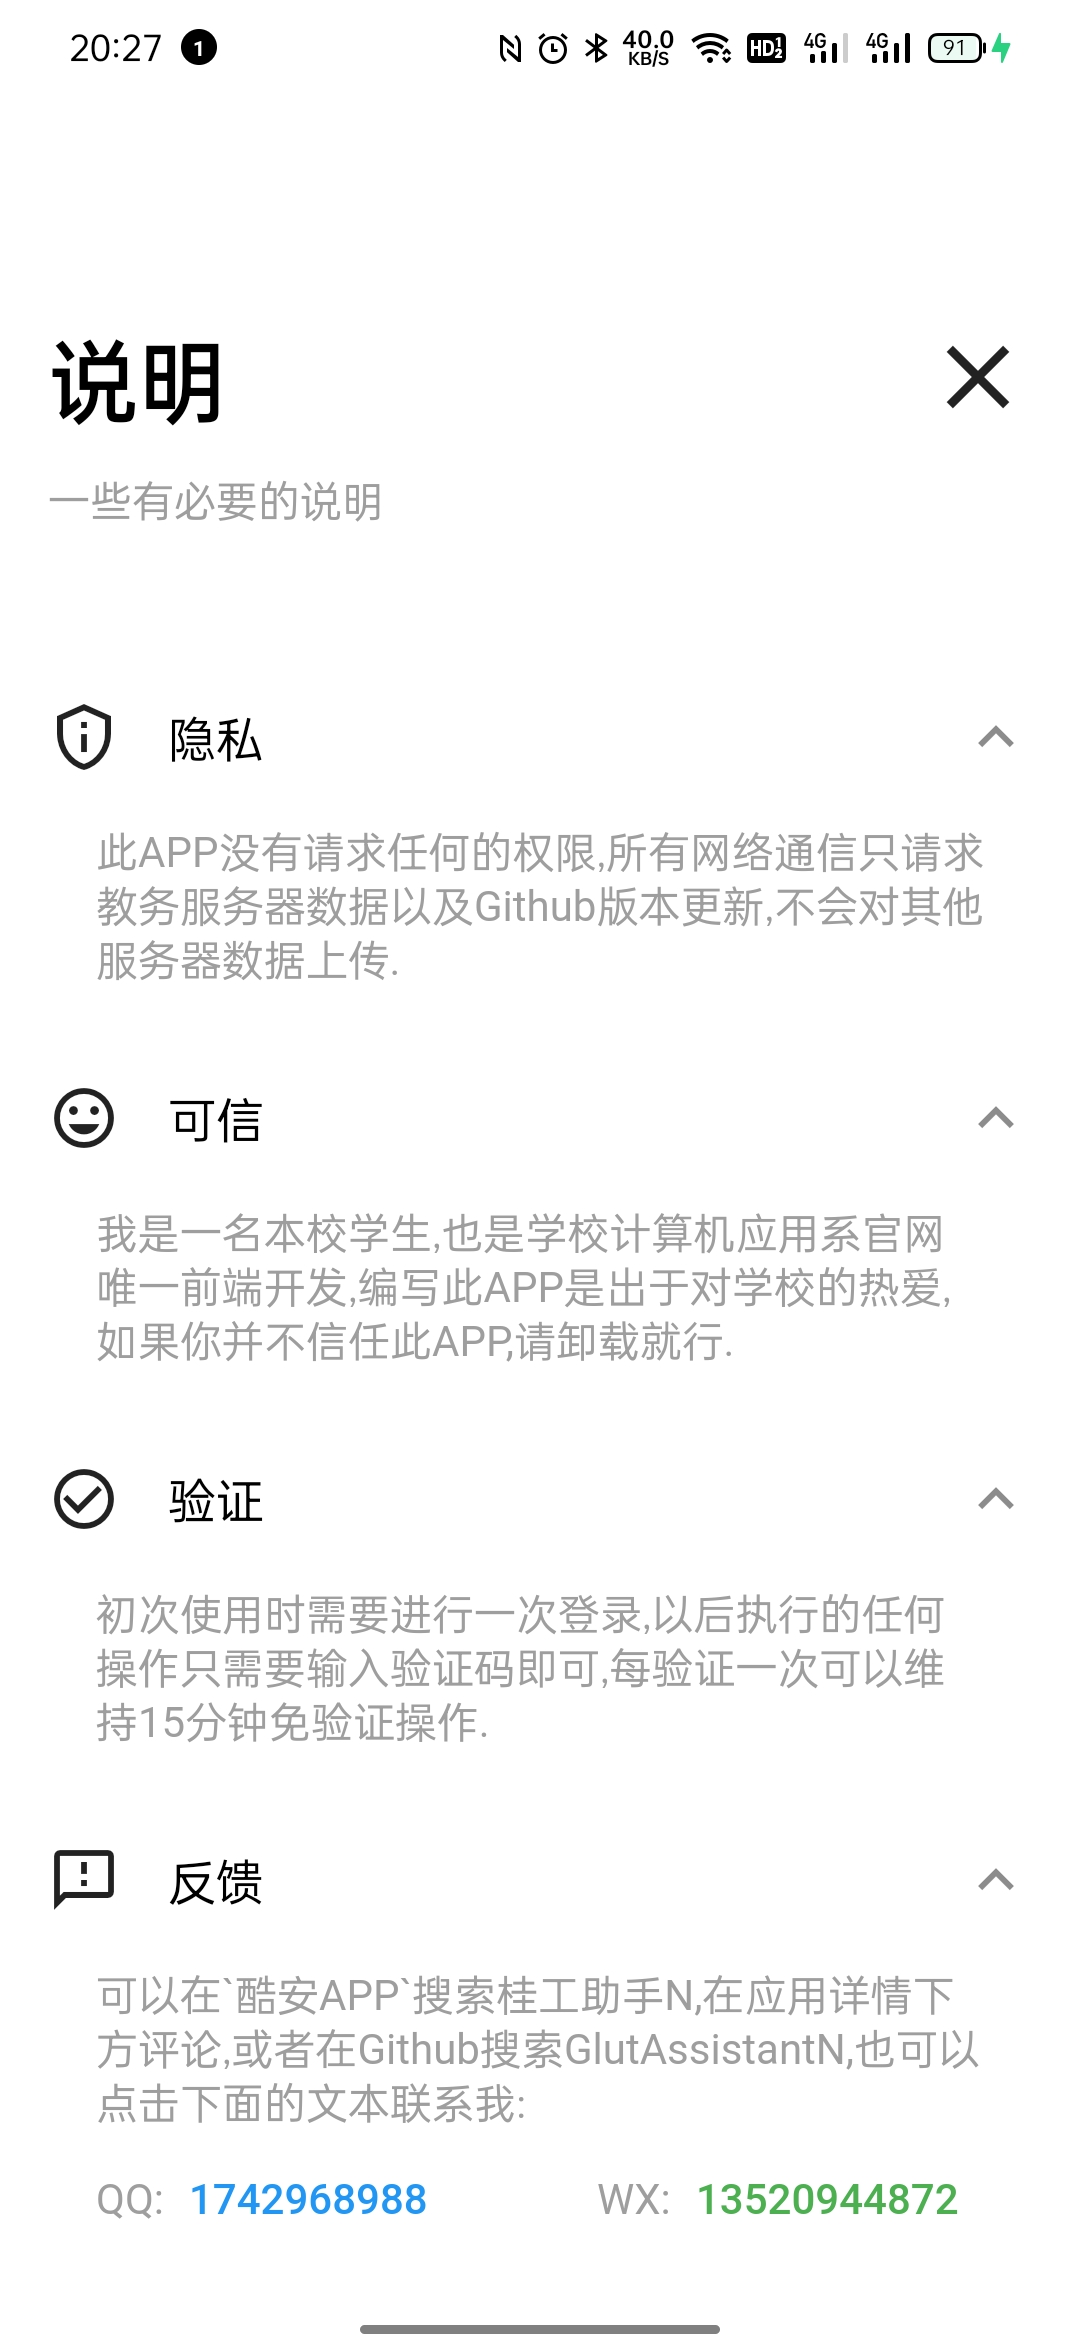 20:27 1 40.0 KB/S HD 1 2 4G 4G 91
说明
一些有必要的说明
隐私
此APP没有请求任何的权限,所有网络通信只请求
教务服务器数据以及Github版本更新,不会对其他
服务器数据上传.
可信
我是一名本校学生,也是学校计算机应用系官网
唯一前端开发,编写此APP是出于对学校的热爱,
如果你并不信任此APP,请卸载就行.
验证
初次使用时需要进行一次登录,以后执行的任何
操作只需要输入验证码即可,每验证一次可以维
持15分钟免验证操作.
反馈
可以在`酷安APP`搜索桂工助手N,在应用详情下
方评论,或者在Github搜索GlutAssistantN,也可以
点击下面的文本联系我:
QQ: 1742968988 WX: 13520944872